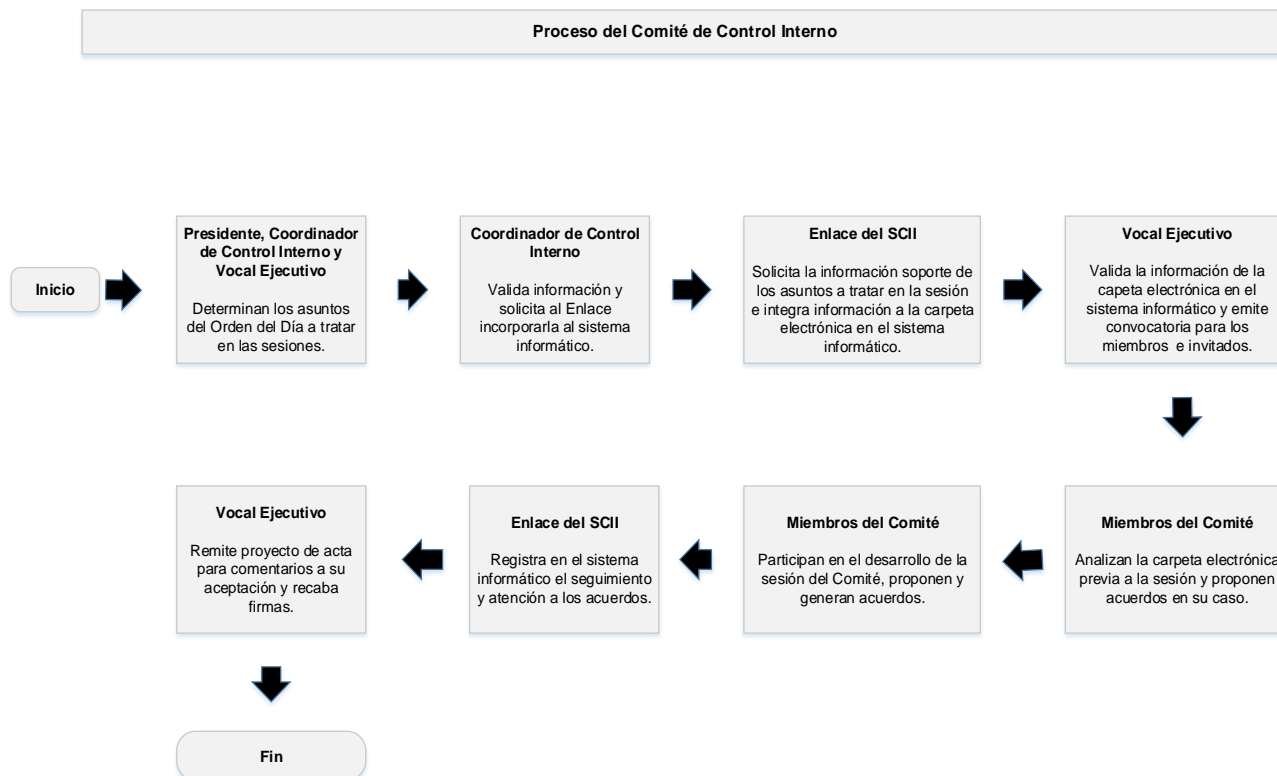 Proceso del Comité de Control Interno
Inicio
Presidente, Coordinador
de Control Interno y
Vocal Ejecutivo
Determinan los asuntos
del Orden del Día a tratar
en las sesiones.
Coordinador de Control
Interno
Valida información y
solicita al Enlace
incorporarla al sistema
informático.
Enlace del SCII
Solicita la información soporte de
los asuntos a tratar en la sesión
e integra información a la carpeta
electrónica en el sistema
informático.
Vocal Ejecutivo
Valida la información de la
capeta electrónica en el
sistema informático y emite
convocatoria para los
miembros e invitados.
Miembros del Comité
Analizan la carpeta electrónica
previa a la sesión y proponen
acuerdos en su caso.
Miembros del Comité
Participan en el desarrollo de la
sesión del Comité, proponen y
generan acuerdos.
Enlace del SCII
Registra en el sistema
informático el seguimiento
y atención a los acuerdos.
Vocal Ejecutivo
Remite proyecto de acta
para comentarios a su
aceptación y recaba
firmas.
Fin